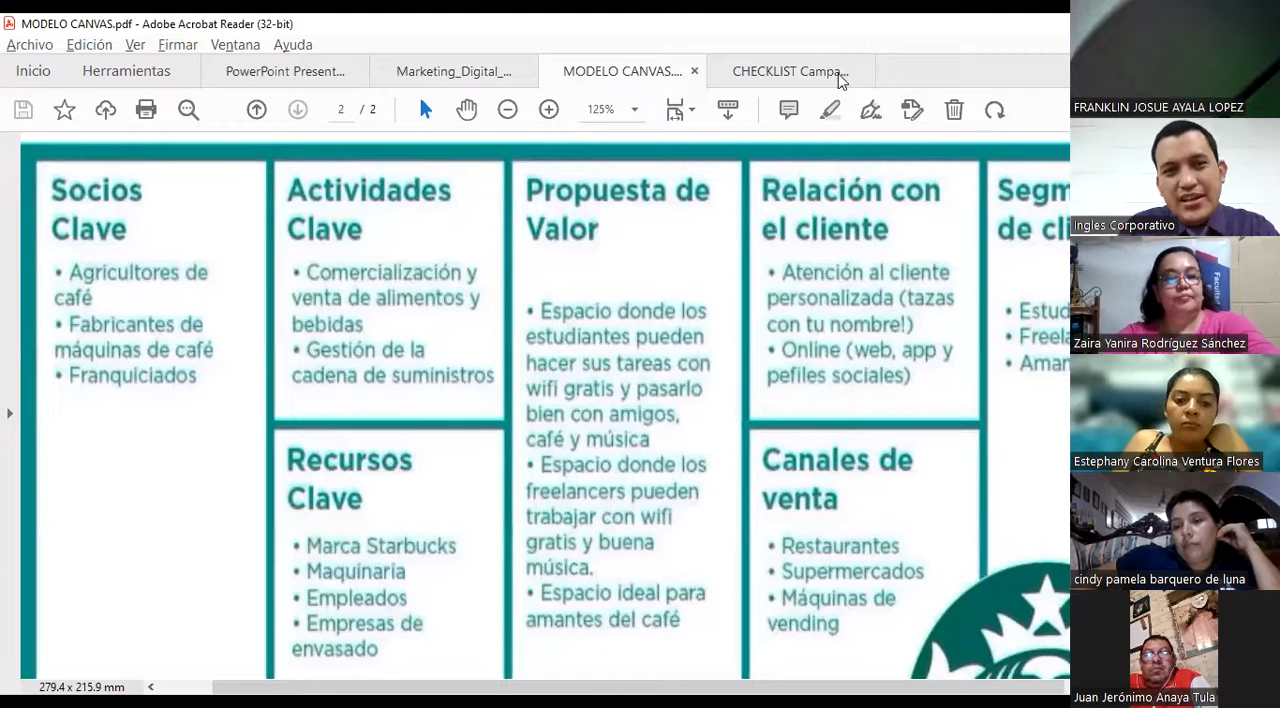 MODELO CANVAS.pdf - Adobe Acrobat Reader (32-bit)
Archivo Edición Ver Firmar Ventana Ayuda
Inicio Herramientas PowerPoint Present... Marketing_Digital_... MODELO CANVAS.... × CHECKLIST Campa...
2 / 2 125%
Socios
Clave
• Agricultores de
café
• Fabricantes de
máquinas de café
• Franquiciados
Actividades
Clave
• Comercialización y
venta de alimentos y
bebidas
• Gestión de la
cadena de suministros
Recursos
Clave
• Marca Starbucks
• Maquinaria
• Empleados
• Empresas de
envasado
Propuesta de
Valor
• Espacio donde los
estudiantes pueden
hacer sus tareas con
wifi gratis y pasarlo
bien con amigos,
café y música
• Espacio donde los
freelancers pueden
trabajar con wifi
gratis y buena
música.
• Espacio ideal para
amantes del café
Relación con
el cliente
• Atención al cliente
personalizada (tazas
con tu nombre!)
• Online (web, app y
pefiles sociales)
Canales de
venta
• Restaurantes
• Supermercados
• Máquinas de
vending
Segm
de cli
• Estud
• Freel
• Aman
279.4 x 215.9 mm
FRANKLIN JOSUE AYALA LOPEZ
Ingles Corporativo
Zaira Yanira Rodríguez Sánchez
Estephany Carolina Ventura Flores
cindy pamela barquero de luna
Juan Jerónimo Anaya Tula